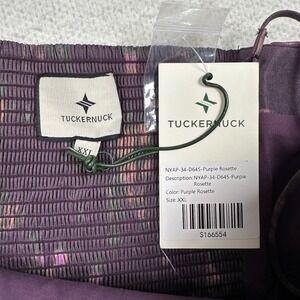 TUCKERNUCK
XXL
TUCKERNUCK
NYAP-34-D645-Purple Rosette
Description: NYAP-34-D645-Purple
Rosette
Color: Purple Rosette
Size: XXL
S166554